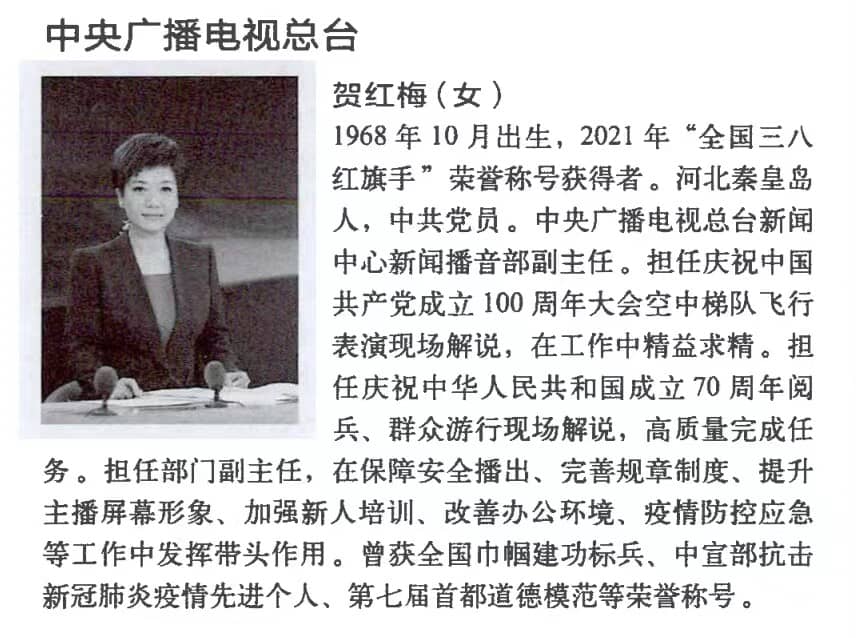 中央广播电视总台
贺红梅（女）
1968 年 10 月出生，2021 年“全国三八
红旗手”荣誉称号获得者。河北秦皇岛
人，中共党员。中央广播电视总台新闻
中心新闻播音部副主任。担任庆祝中国
共产党成立 100 周年大会空中梯队飞行
表演现场解说，在工作中精益求精。担
任庆祝中华人民共和国成立 70 周年阅
兵、群众游行现场解说，高质量完成任
务。担任部门副主任，在保障安全播出、完善规章制度、提升
主播屏幕形象、加强新人培训、改善办公环境、疫情防控应急
等工作中发挥带头作用。曾获全国巾帼建功标兵、中宣部抗击
新冠肺炎疫情先进个人、第七届首都道德模范等荣誉称号。